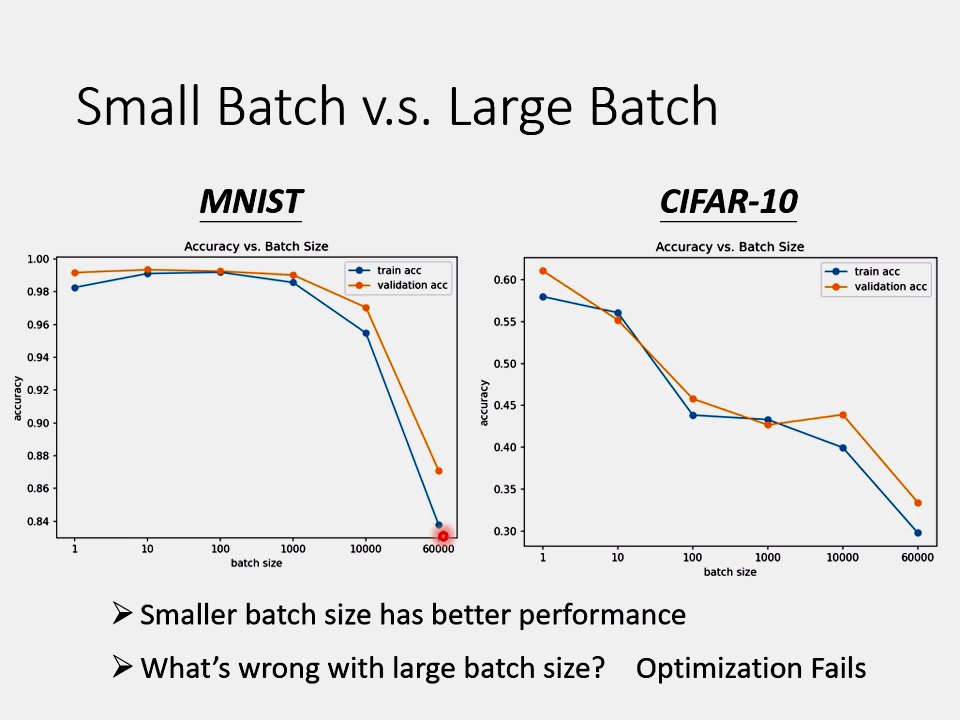 Small Batch v.s. Large Batch
MNIST
CIFAR-10
Accuracy vs. Batch Size
train acc
validation acc
accuracy
1.00
0.98
0.96
0.94
0.92
0.90
0.88
0.86
0.84
1 10 100 1000 10000 60000
batch size
Accuracy vs. Batch Size
train acc
validation acc
accuracy
0.60
0.55
0.50
0.45
0.40
0.35
0.30
1 10 100 1000 10000 60000
batch size
➢ Smaller batch size has better performance
➢ What's wrong with large batch size? Optimization Fails